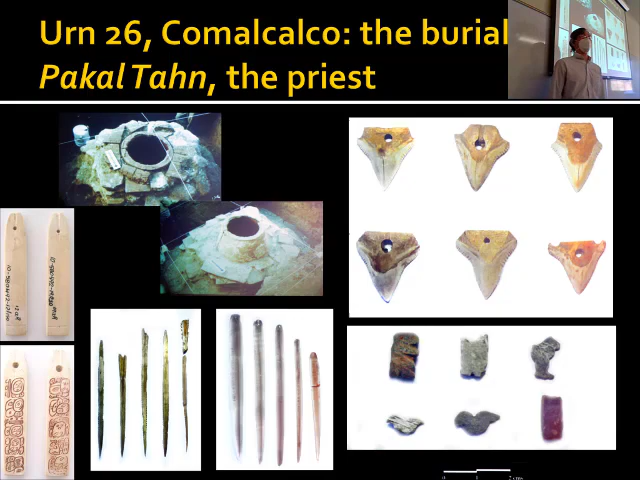 Urn 26, Comalcalco: the burial
Pakal Tahn, the priest